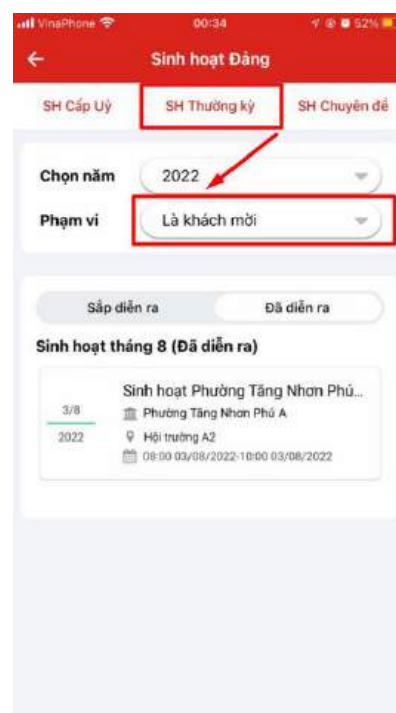 VinaPhone 00:34 52%
Sinh hoạt Đảng
SH Cấp Uỷ SH Thường kỳ SH Chuyên đề
Chọn năm 2022
Phạm vi Là khách mời
Sắp diễn ra Đã diễn ra
Sinh hoạt tháng 8 (Đã diễn ra)
Sinh hoạt Phường Tăng Nhơn Phú...
3/8 Phường Tăng Nhơn Phú A
2022 Hội trường A2
08:00 03/08/2022-10:00 03/08/2022